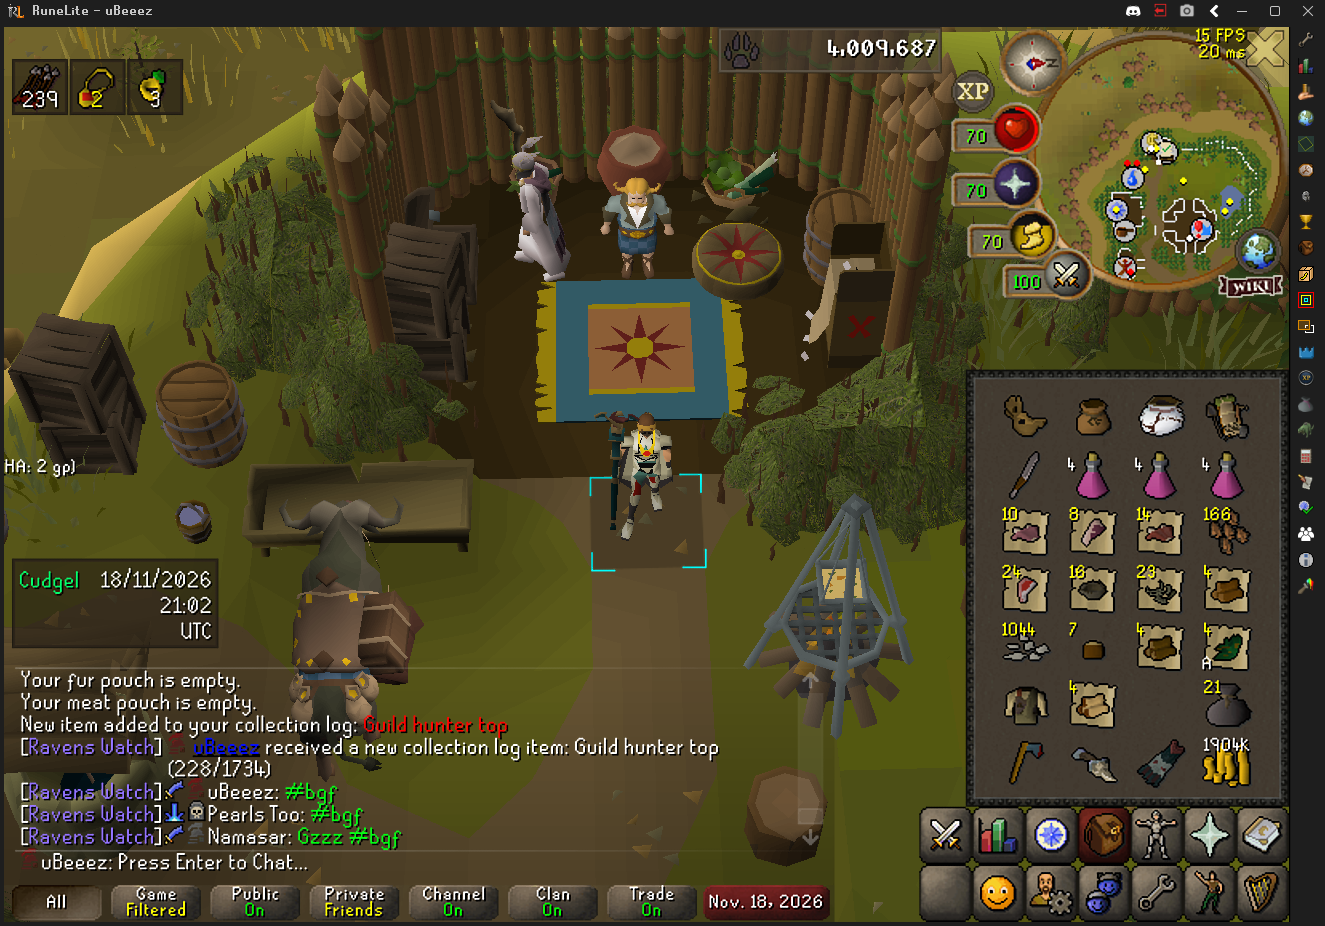 RuneLite - uBeeez
239
2
3
4,009,687
15 FPS
20 ms
XP
70
70
70
100
WIKI
HA: 2 gp)
Cudgel 18/11/2026
21:02
UTC
4
4
4
10
8
14
166
24
16
23
4
1044
7
4
4
A
4
21
1904K
Your fur pouch is empty.
Your meat pouch is empty.
New item added to your collection log: Guild hunter top
[Ravens Watch] uBeeez received a new collection log item: Guild hunter top
(228/1734)
[Ravens Watch] uBeeez: #bgf
[Ravens Watch] Pearls Too: #bgf
[Ravens Watch] Namasar: Gzzz #bgf
uBeeez: Press Enter to Chat...
All
Game
Filtered
Public
On
Private
Friends
Channel
On
Clan
On
Trade
On
Nov. 18, 2026